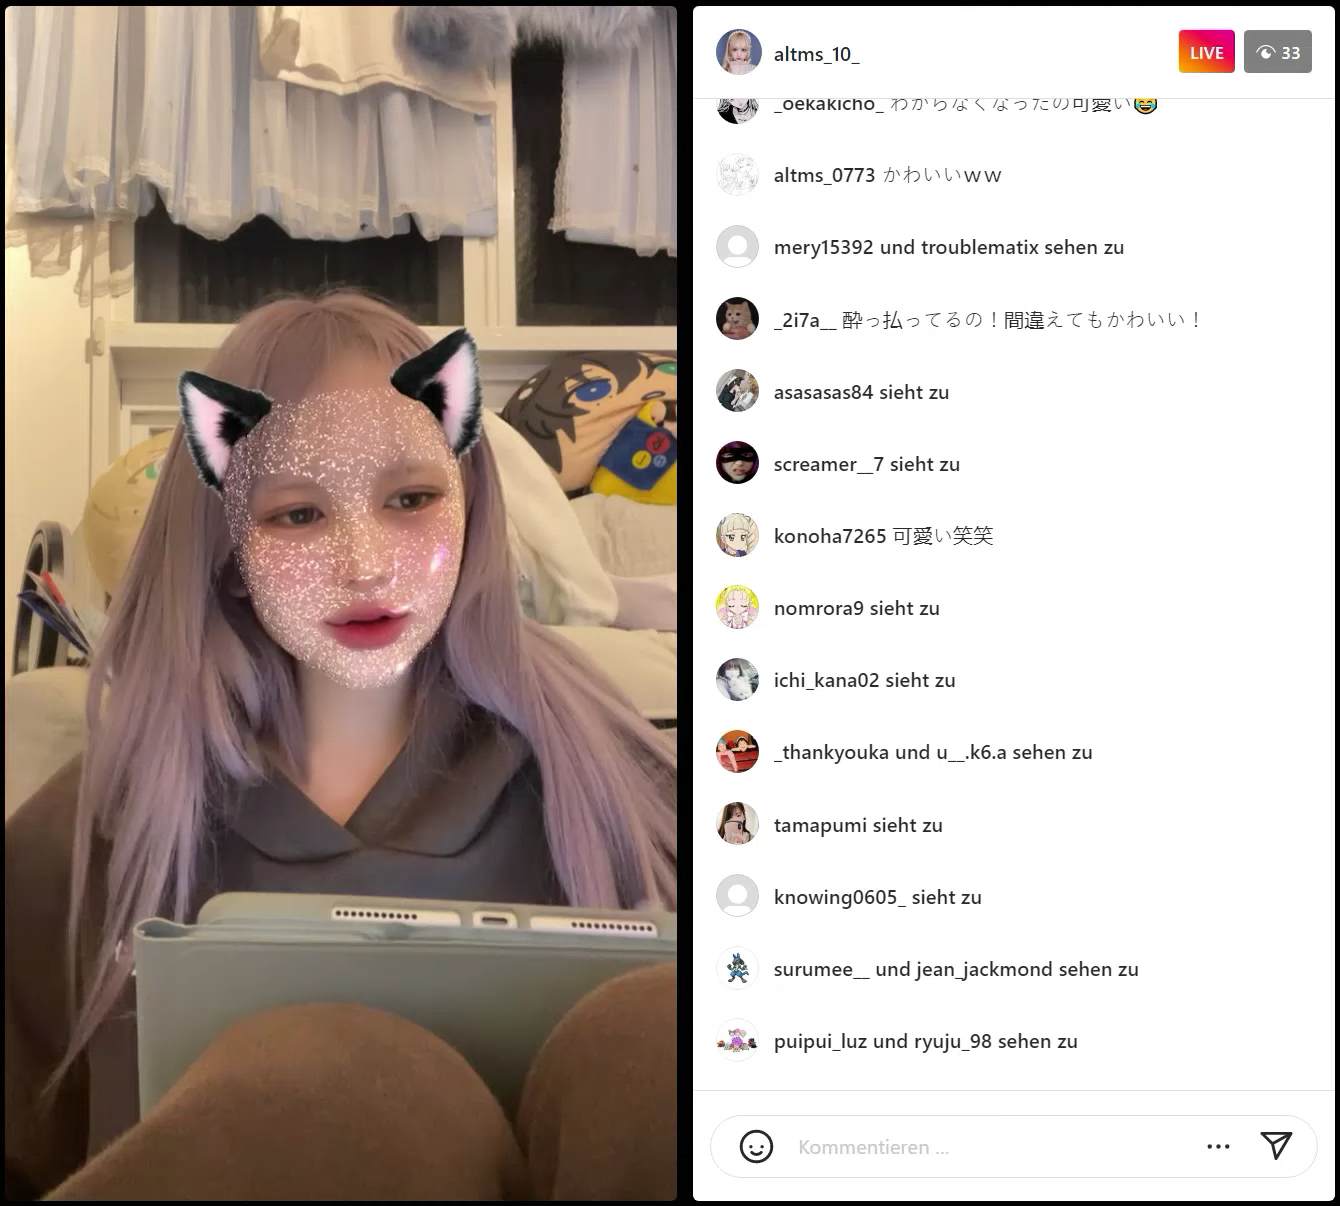 altms_10_
LIVE
33
_oekakicho_ わからなくなったの可愛い😂
altms_0773 かわいいｗｗ
mery15392 und troublematix sehen zu
_2i7a__ 酔っ払ってるの！間違えてもかわいい！
asasasas84 sieht zu
screamer__7 sieht zu
konoha7265 可愛い笑笑
nomrora9 sieht zu
ichi_kana02 sieht zu
_thankyouka und u__.k6.a sehen zu
tamapumi sieht zu
knowing0605_ sieht zu
surumee__ und jean_jackmond sehen zu
puipui_luz und ryuju_98 sehen zu
Kommentieren ...